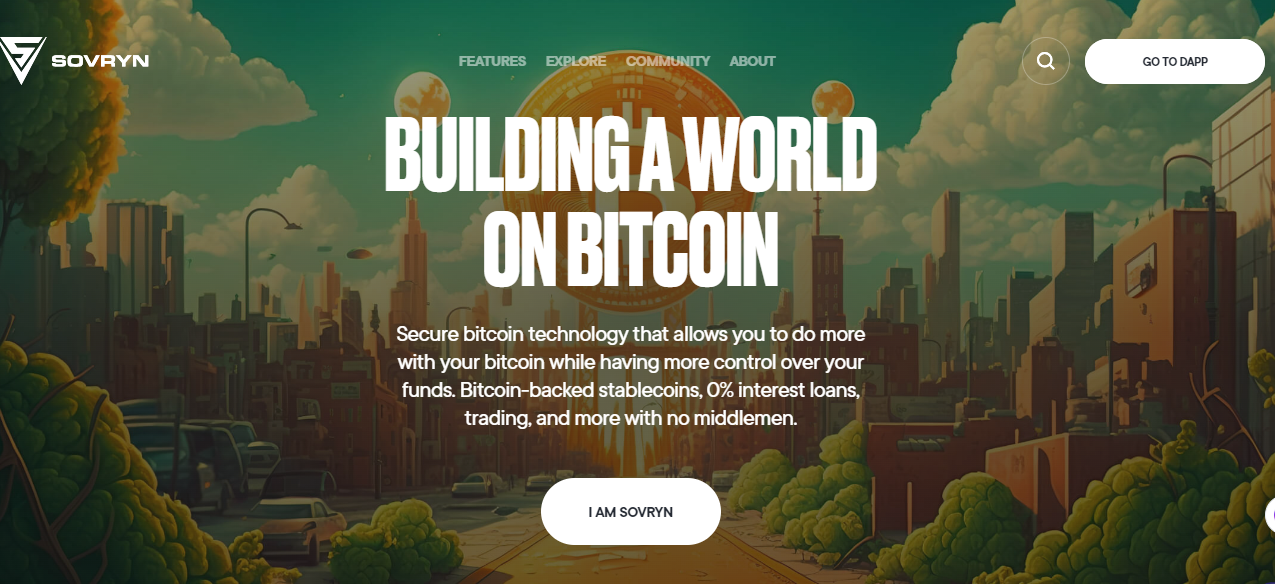 SOVRYN
FEATURES EXPLORE COMMUNITY ABOUT
GO TO DAPP
BUILDING A WORLD
ON BITCOIN
Secure bitcoin technology that allows you to do more
with your bitcoin while having more control over your
funds. Bitcoin-backed stablecoins, 0% interest loans,
trading, and more with no middlemen.
I AM SOVRYN